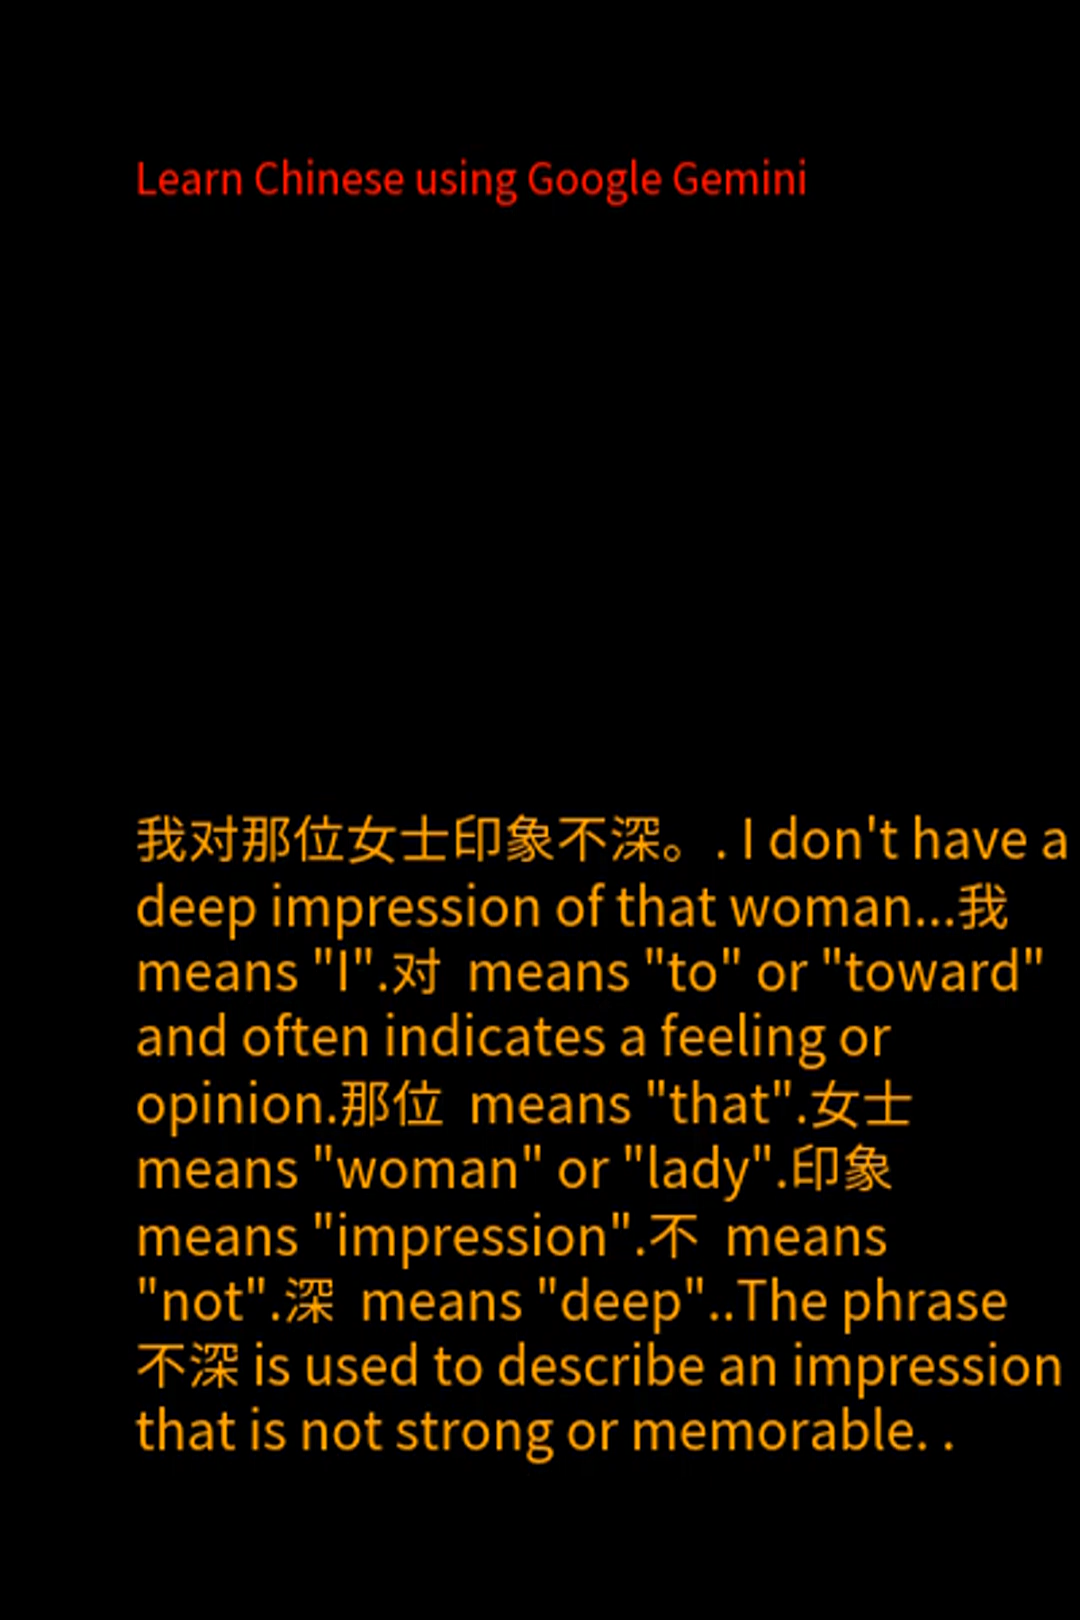 Learn Chinese using Google Gemini
我对那位女士印象不深。. I don't have a
deep impression of that woman...我
means "I".对  means "to" or "toward"
and often indicates a feeling or
opinion.那位  means "that".女士
means "woman" or "lady".印象
means "impression".不  means
"not".深  means "deep"..The phrase
不深 is used to describe an impression
that is not strong or memorable. .